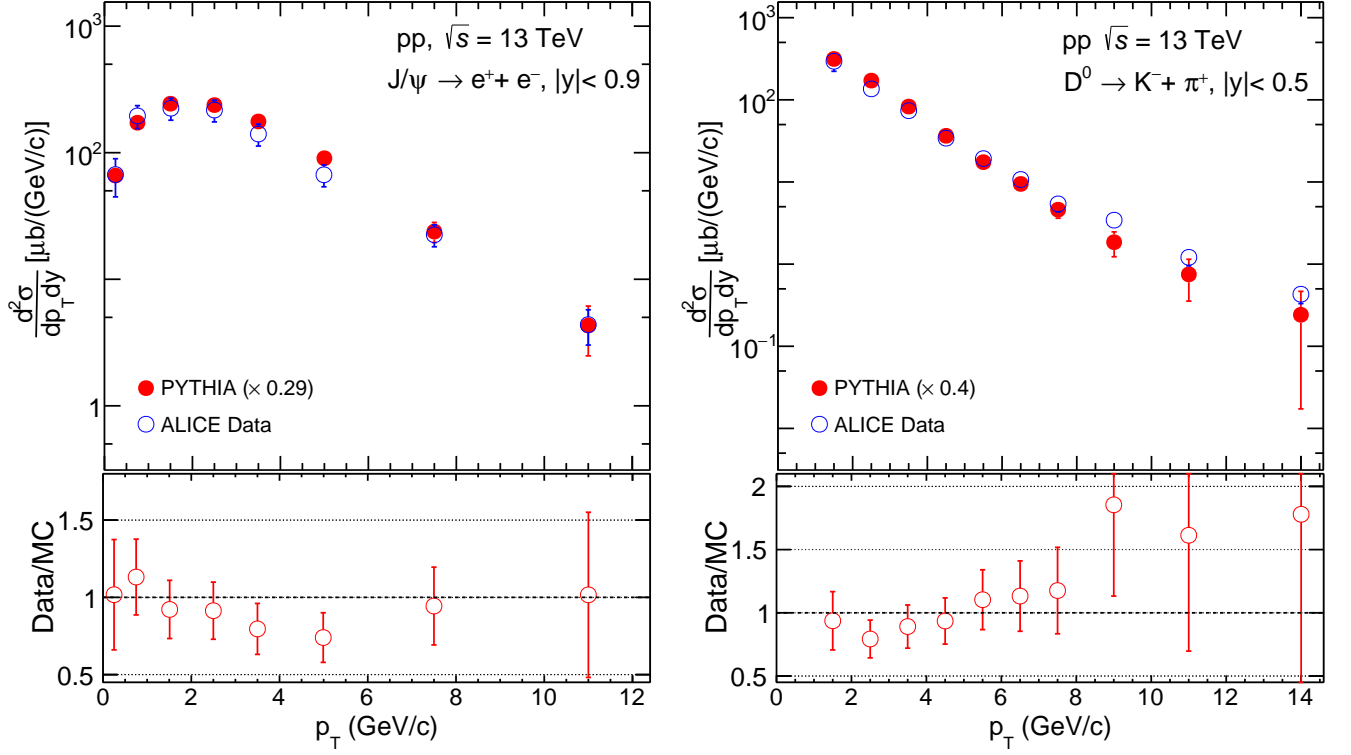 10³
10²
1
d²σ/dp_T dy [μb/(GeV/c)]
pp, √s = 13 TeV
J/ψ → e⁺+ e⁻, |y|< 0.9
PYTHIA (× 0.29)
ALICE Data
1.5
1
0.5
Data/MC
0 2 4 6 8 10 12
p_T (GeV/c)
10³
10²
10⁻¹
d²σ/dp_T dy [μb/(GeV/c)]
pp √s = 13 TeV
D⁰ → K⁻+ π⁺, |y|< 0.5
PYTHIA (× 0.4)
ALICE Data
2
1.5
1
0.5
Data/MC
0 2 4 6 8 10 12 14
p_T (GeV/c)